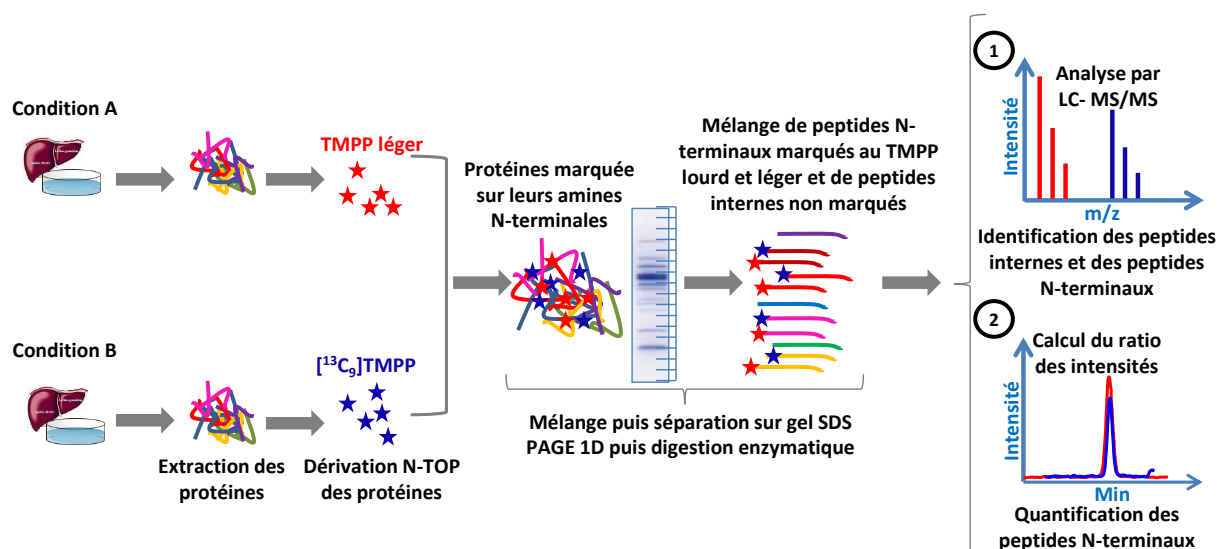 Condition A
TMPP léger
Protéines marquée
sur leurs amines
N-terminales
Mélange de peptides N-
terminaux marqués au TMPP
lourd et léger et de peptides
internes non marqués
1
Analyse par
LC- MS/MS
Intensité
m/z
Identification des peptides
internes et des peptides
N-terminaux
Condition B
[¹³C₉]TMPP
Extraction des
protéines
Dérivation N-TOP
des protéines
Mélange puis séparation sur gel SDS
PAGE 1D puis digestion enzymatique
2
Calcul du ratio
des intensités
Intensité
Min
Quantification des
peptides N-terminaux